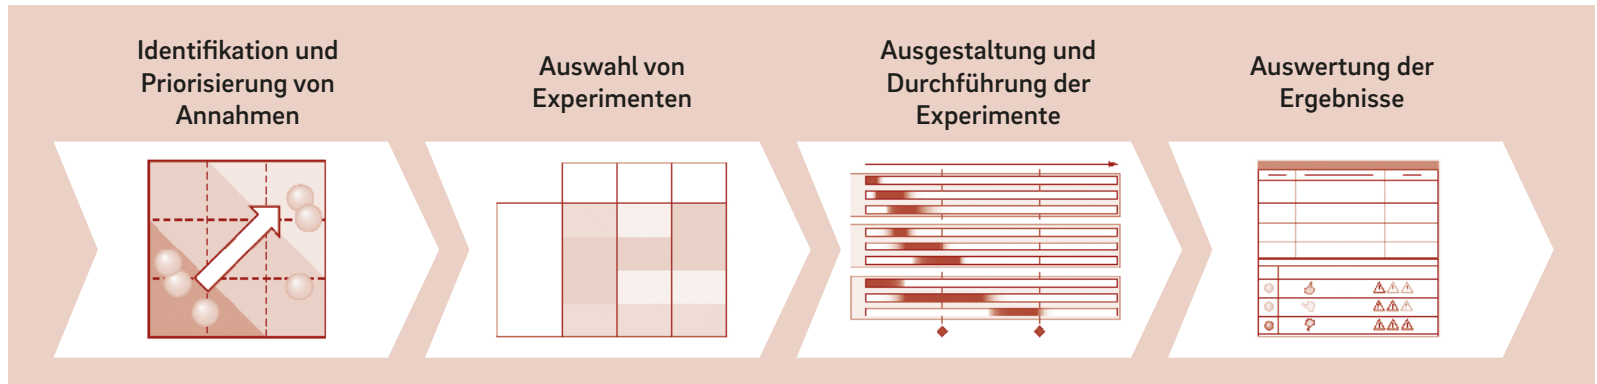 Identifikation und
Priorisierung von
Annahmen
Auswahl von
Experimenten
Ausgestaltung und
Durchführung der
Experimente
Auswertung der
Ergebnisse